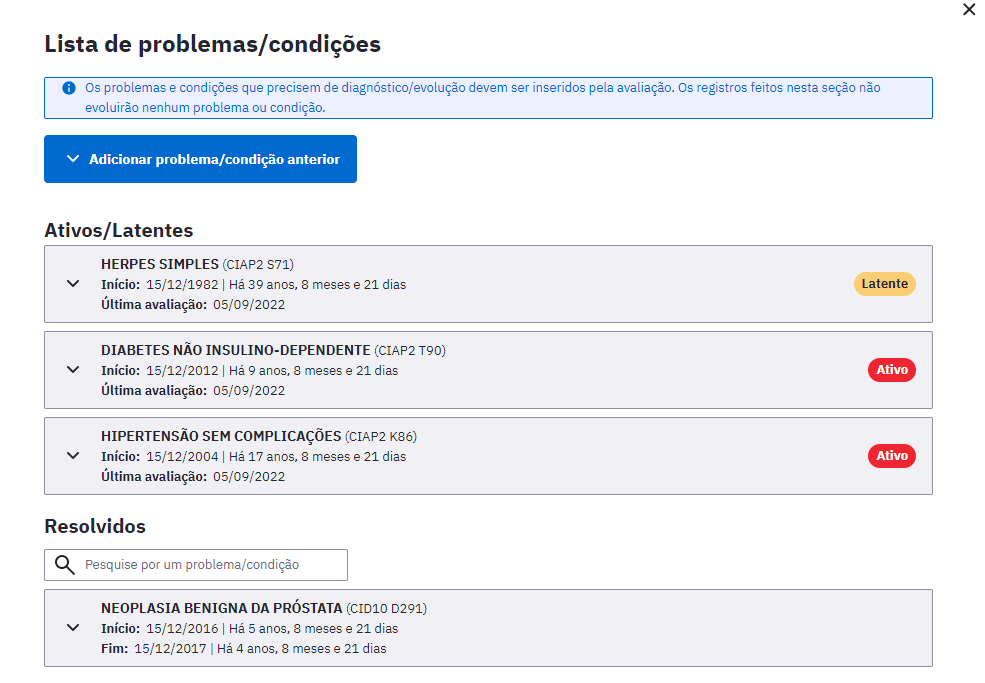 Lista de problemas/condições
Os problemas e condições que precisem de diagnóstico/evolução devem ser inseridos pela avaliação. Os registros feitos nesta seção não
evoluirão nenhum problema ou condição.
Adicionar problema/condição anterior
Ativos/Latentes
HERPES SIMPLES (CIAP2 S71)
Início: 15/12/1982 | Há 39 anos, 8 meses e 21 dias
Última avaliação: 05/09/2022
Latente
DIABETES NÃO INSULINO-DEPENDENTE (CIAP2 T90)
Início: 15/12/2012 | Há 9 anos, 8 meses e 21 dias
Última avaliação: 05/09/2022
Ativo
HIPERTENSÃO SEM COMPLICAÇÕES (CIAP2 K86)
Início: 15/12/2004 | Há 17 anos, 8 meses e 21 dias
Última avaliação: 05/09/2022
Ativo
Resolvidos
Pesquise por um problema/condição
NEOPLASIA BENIGNA DA PRÓSTATA (CID10 D291)
Início: 15/12/2016 | Há 5 anos, 8 meses e 21 dias
Fim: 15/12/2017 | Há 4 anos, 8 meses e 21 dias